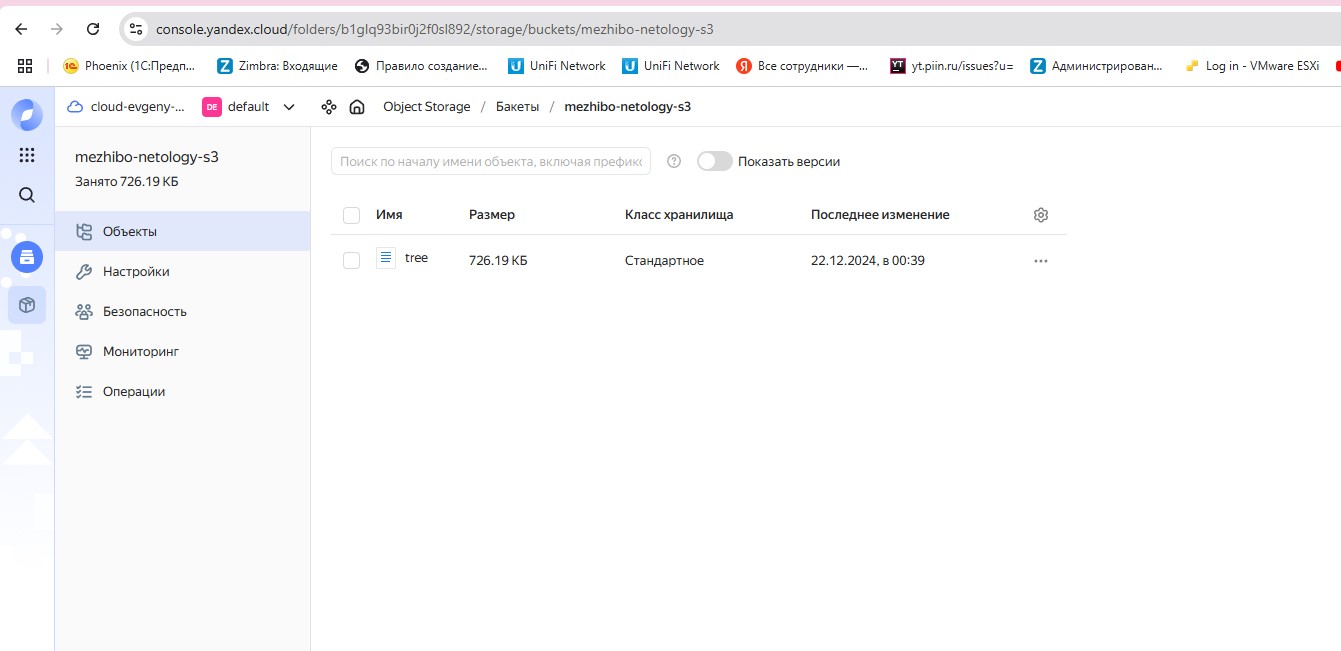 console.yandex.cloud/folders/b1glq93bir0j2f0sl892/storage/buckets/mezhibo-netology-s3
Phoenix (1С:Предп... Zimbra: Входящие Правило создание... UniFi Network UniFi Network Все сотрудники —... yt.piin.ru/issues?u= Администрирован... Log in - VMware ESXi
cloud-evgeny-... DE default Object Storage / Бакеты / mezhibo-netology-s3
mezhibo-netology-s3
Занято 726.19 КБ
Объекты
Настройки
Безопасность
Мониторинг
Операции
Поиск по началу имени объекта, включая префикс Показать версии
Имя Размер Класс хранилища Последнее изменение
tree 726.19 КБ Стандартное 22.12.2024, в 00:39